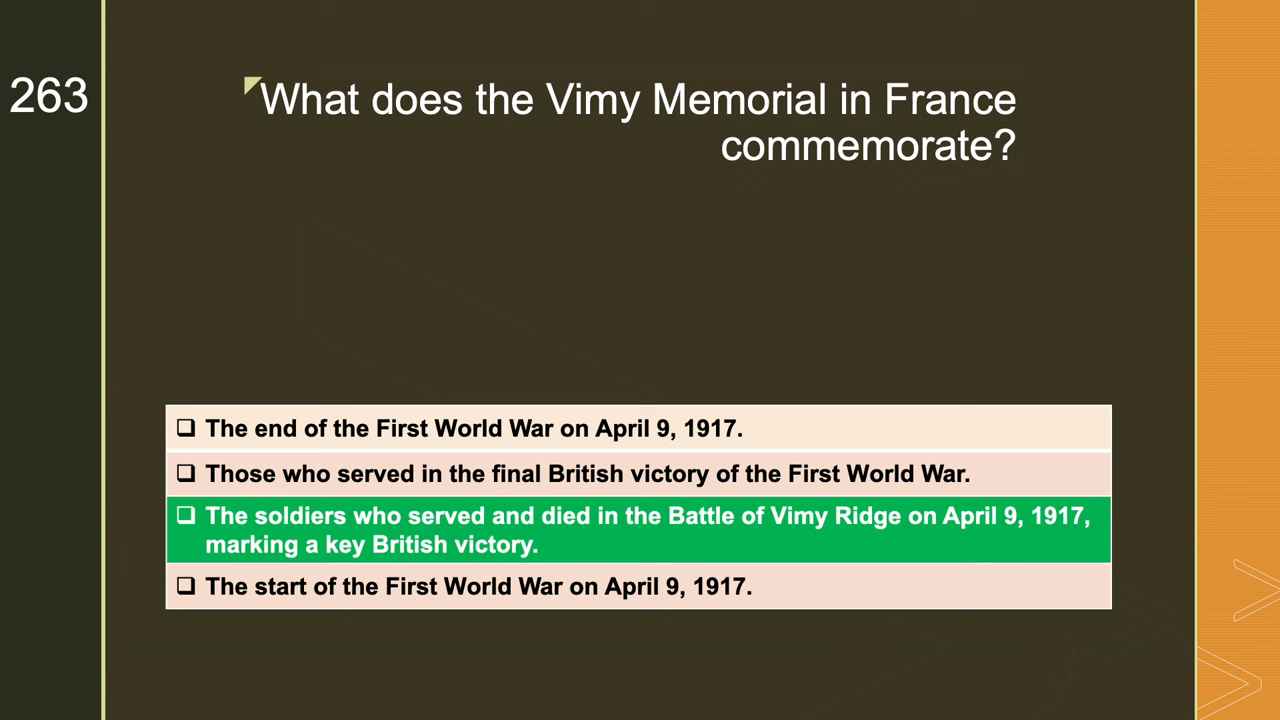 263
What does the Vimy Memorial in France
commemorate?
❑ The end of the First World War on April 9, 1917.
❑ Those who served in the final British victory of the First World War.
❑ The soldiers who served and died in the Battle of Vimy Ridge on April 9, 1917,
marking a key British victory.
❑ The start of the First World War on April 9, 1917.